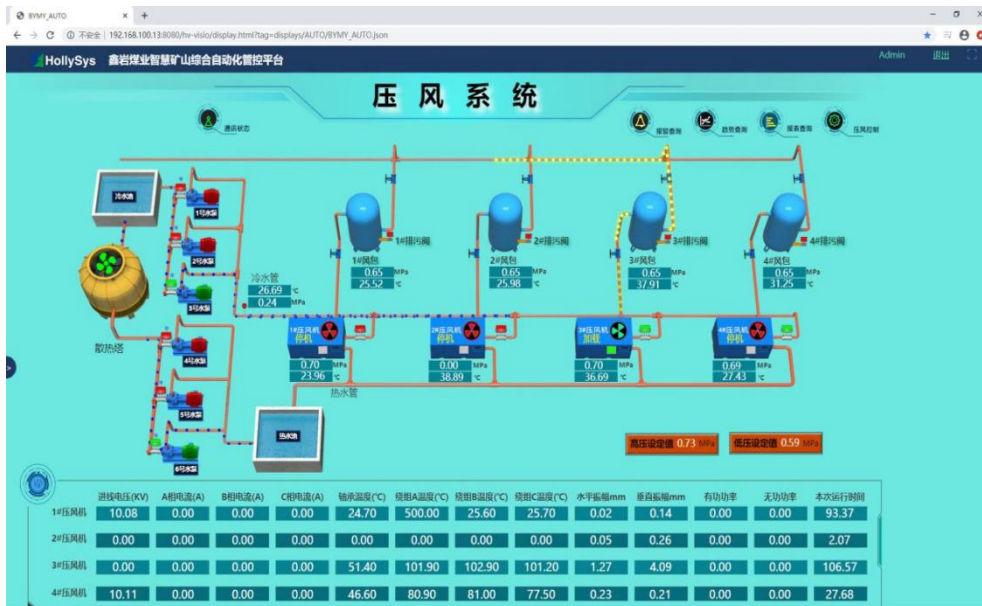 BYMY_AUTO
不安全 | 192.168.100.13:8080/hv-visio/display.html?tag=displays/AUTO/BYMY_AUTO.json
HollySys 鑫岩煤业智慧矿山综合自动化管控平台
Admin 退出
压风系统
通讯状态
报警查询 趋势查询 报表查询 压风控制
冷水池
1号水泵
2号水泵
3号水泵
散热塔
4号水泵
5号水泵
6号水泵
热水池
冷水管
26.69 ℃
0.24 MPa
热水管
1#排污阀 2#排污阀 3#排污阀 4#排污阀
1#风包 2#风包 3#风包 4#风包
0.65 MPa 0.65 MPa 0.65 MPa 0.65 MPa
25.52 ℃ 25.98 ℃ 37.91 ℃ 31.25 ℃
1#压风机 2#压风机 3#压风机 4#压风机
停机 停机 加载 停机
0.70 MPa 0.00 MPa 0.70 MPa 0.69 MPa
23.96 ℃ 38.89 ℃ 36.69 ℃ 27.43 ℃
高压设定值 0.73 MPa 低压设定值 0.59 MPa
进线电压(KV) A相电流(A) B相电流(A) C相电流(A) 轴承温度(℃) 绕组A温度(℃) 绕组B温度(℃) 绕组C温度(℃) 水平振幅mm 垂直振幅mm 有功功率 无功功率 本次运行时间
1#压风机 10.08 0.00 0.00 0.00 24.70 500.00 25.60 25.70 0.02 0.14 0.00 0.00 93.37
2#压风机 0.00 0.00 0.00 0.00 0.00 0.00 0.00 0.00 0.05 0.26 0.00 0.00 2.07
3#压风机 0.00 0.00 0.00 0.00 51.40 101.90 102.90 101.20 1.27 4.09 0.00 0.00 106.57
4#压风机 10.11 0.00 0.00 0.00 46.60 80.90 81.00 77.50 0.23 0.21 0.00 0.00 27.68